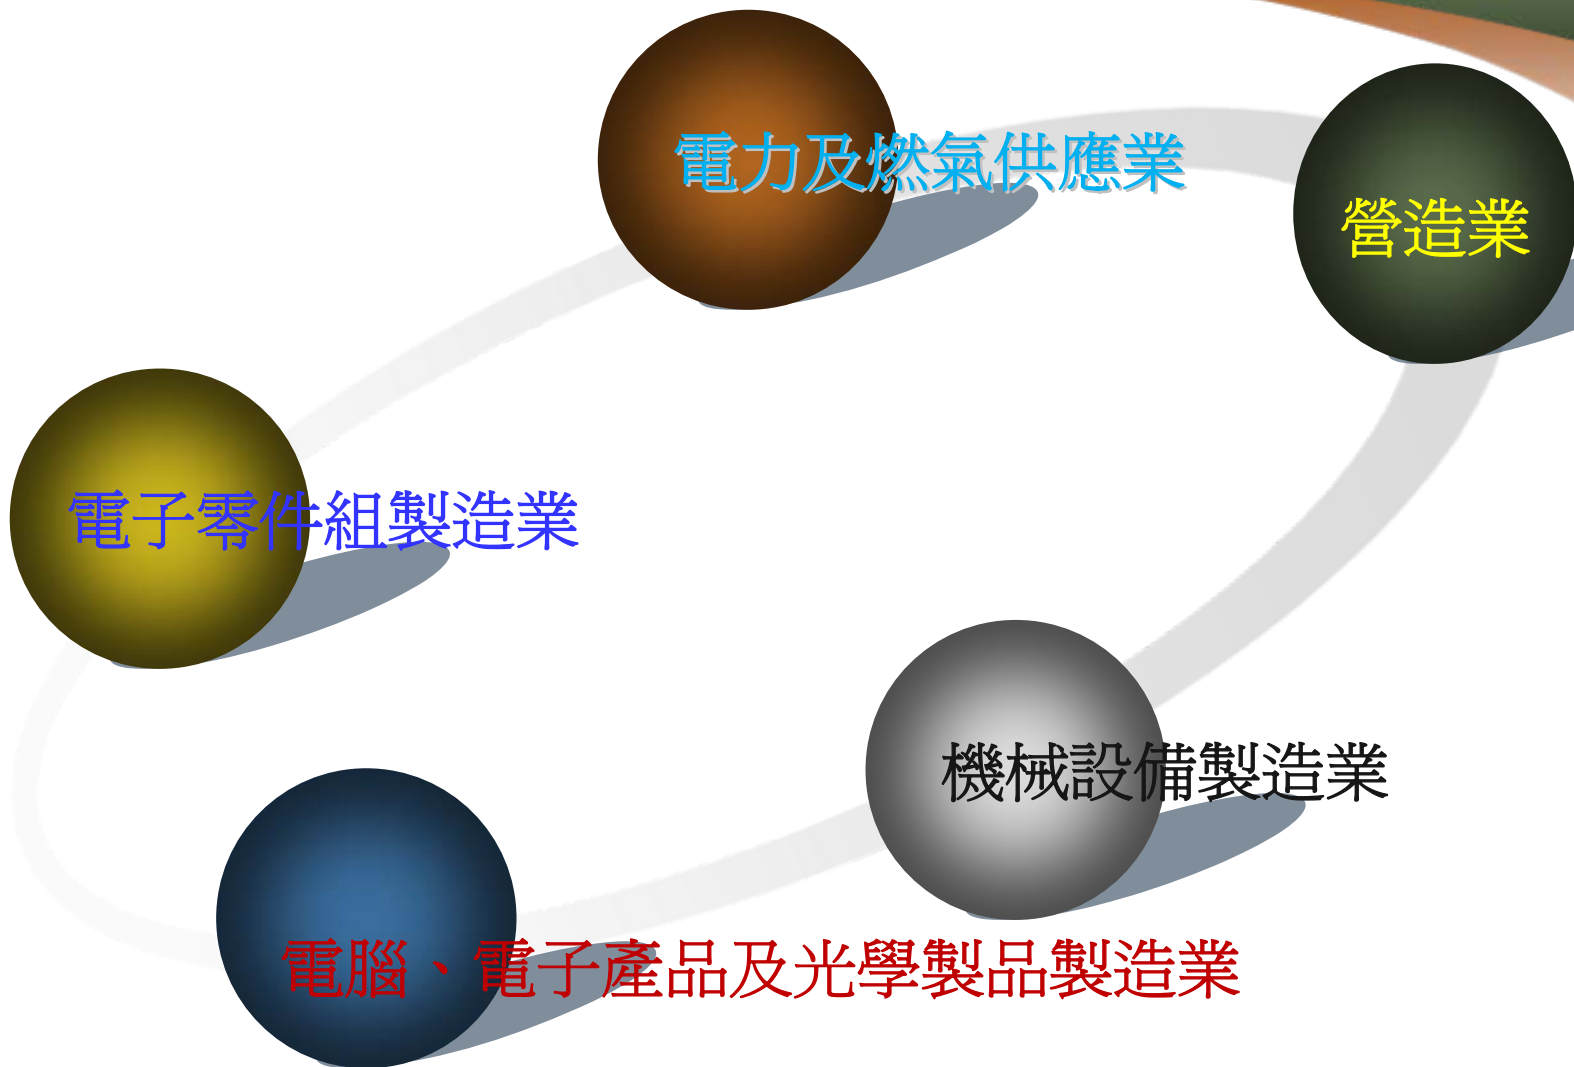 電力及燃氣供應業
營造業
電子零件組製造業
機械設備製造業
電腦、電子產品及光學製品製造業